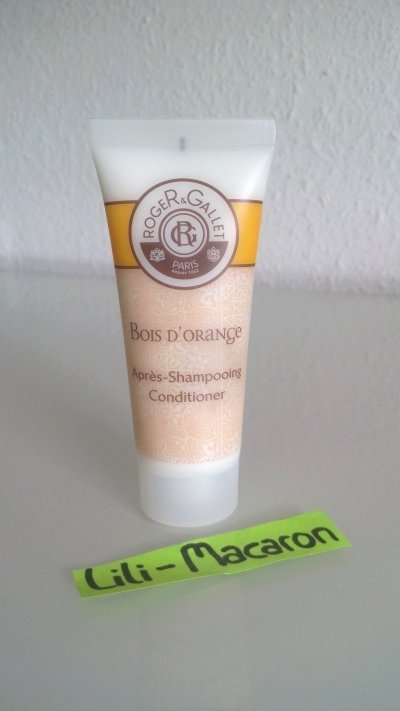 ROGER & GALLET
RG
PARIS
DEPUIS 1862
BOIS D'ORANGE
Après-Shampooing
Conditioner
Lili-Macaron